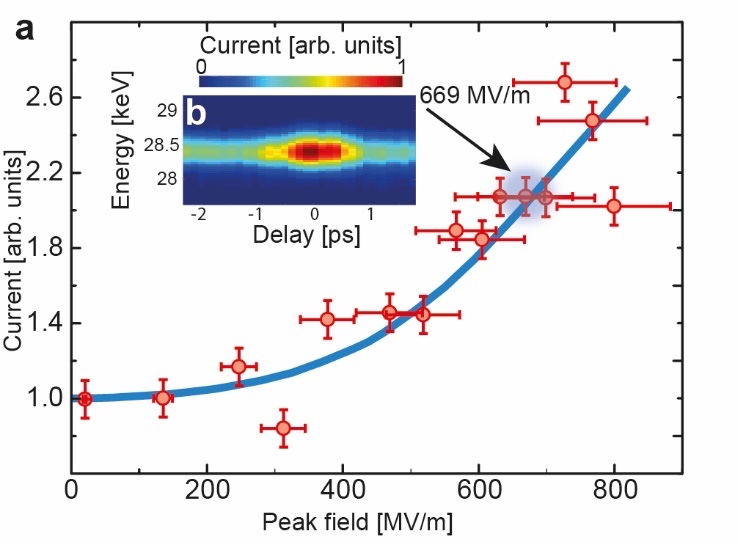 a
Current [arb. units]
0 1
b
Energy [keV]
29
28.5
28
-2 -1 0 1
Delay [ps]
669 MV/m
Current [arb. units]
2.6
2.2
1.8
1.4
1.0
0 200 400 600 800
Peak field [MV/m]